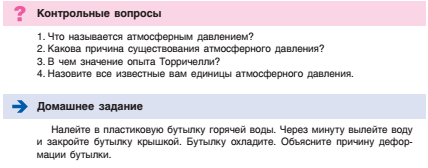 ? Контрольные вопросы
1. Что называется атмосферным давлением?
2. Какова причина существования атмосферного давления?
3. В чем значение опыта Торричелли?
4. Назовите все известные вам единицы атмосферного давления.
Домашнее задание
Налейте в пластиковую бутылку горячей воды. Через минуту вылейте воду
и закройте бутылку крышкой. Бутылку охладите. Объясните причину дефор-
мации бутылки.